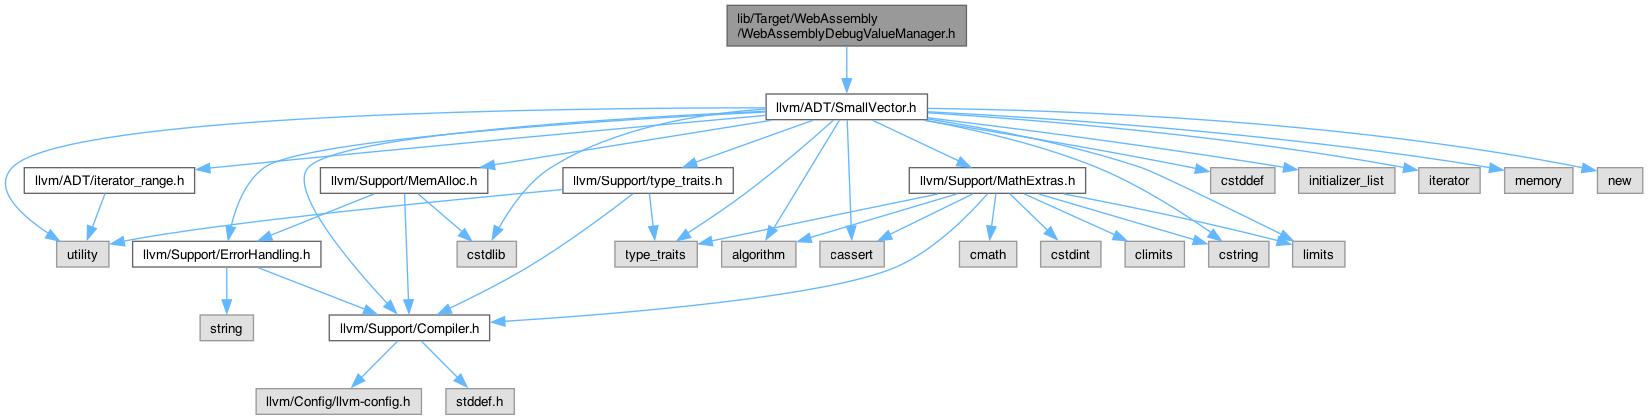 lib/Target/WebAssembly
/WebAssemblyDebugValueManager.h
llvm/ADT/SmallVector.h
llvm/ADT/iterator_range.h
llvm/Support/MemAlloc.h
llvm/Support/type_traits.h
llvm/Support/MathExtras.h
cstddef
initializer_list
iterator
memory
new
utility
llvm/Support/ErrorHandling.h
cstdlib
type_traits
algorithm
cassert
cmath
cstdint
climits
cstring
limits
string
llvm/Support/Compiler.h
llvm/Config/llvm-config.h
stddef.h